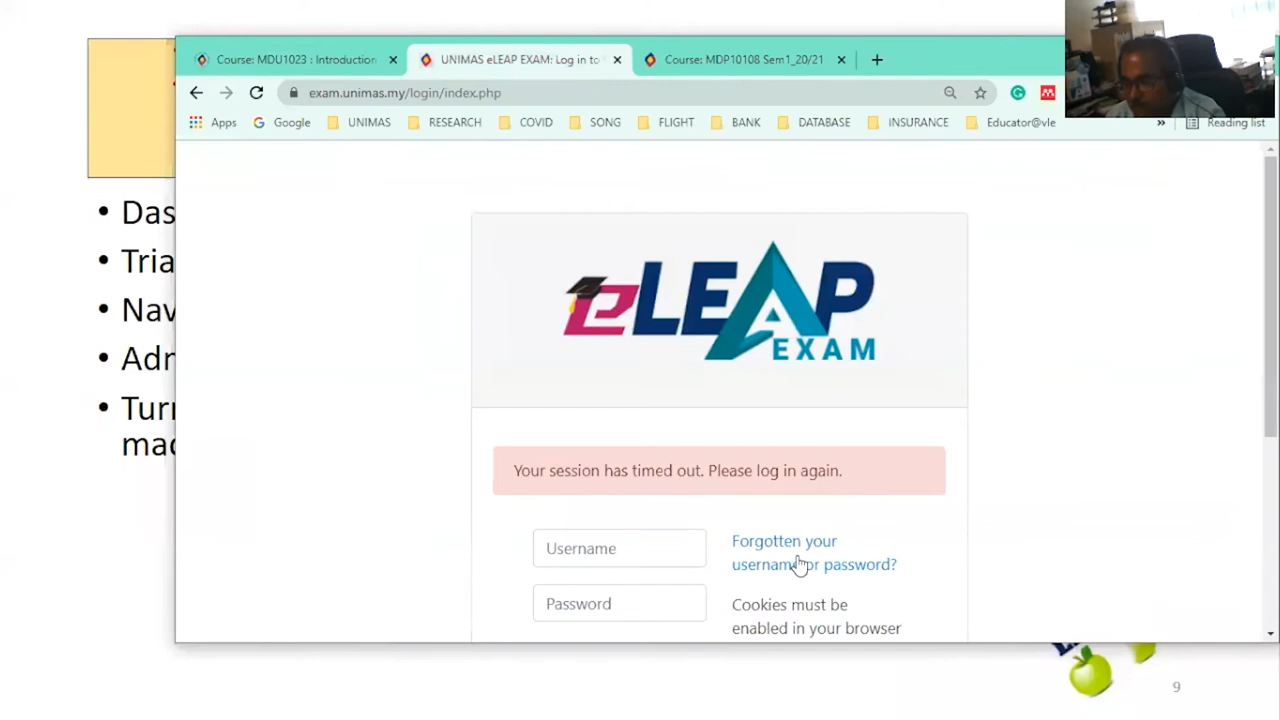 Course: MDU1023 : Introduction
UNIMAS eLEAP EXAM: Log in to
Course: MDP10108 Sem1_20/21
exam.unimas.my/login/index.php
Apps
Google
UNIMAS
RESEARCH
COVID
SONG
FLIGHT
BANK
DATABASE
INSURANCE
Educator@vle
»
Reading list
• Das
• Tria
• Nav
• Adr
• Turn
mad
eLEAP
EXAM
Your session has timed out. Please log in again.
Username
Forgotten your
username or password?
Password
Cookies must be
enabled in your browser
9